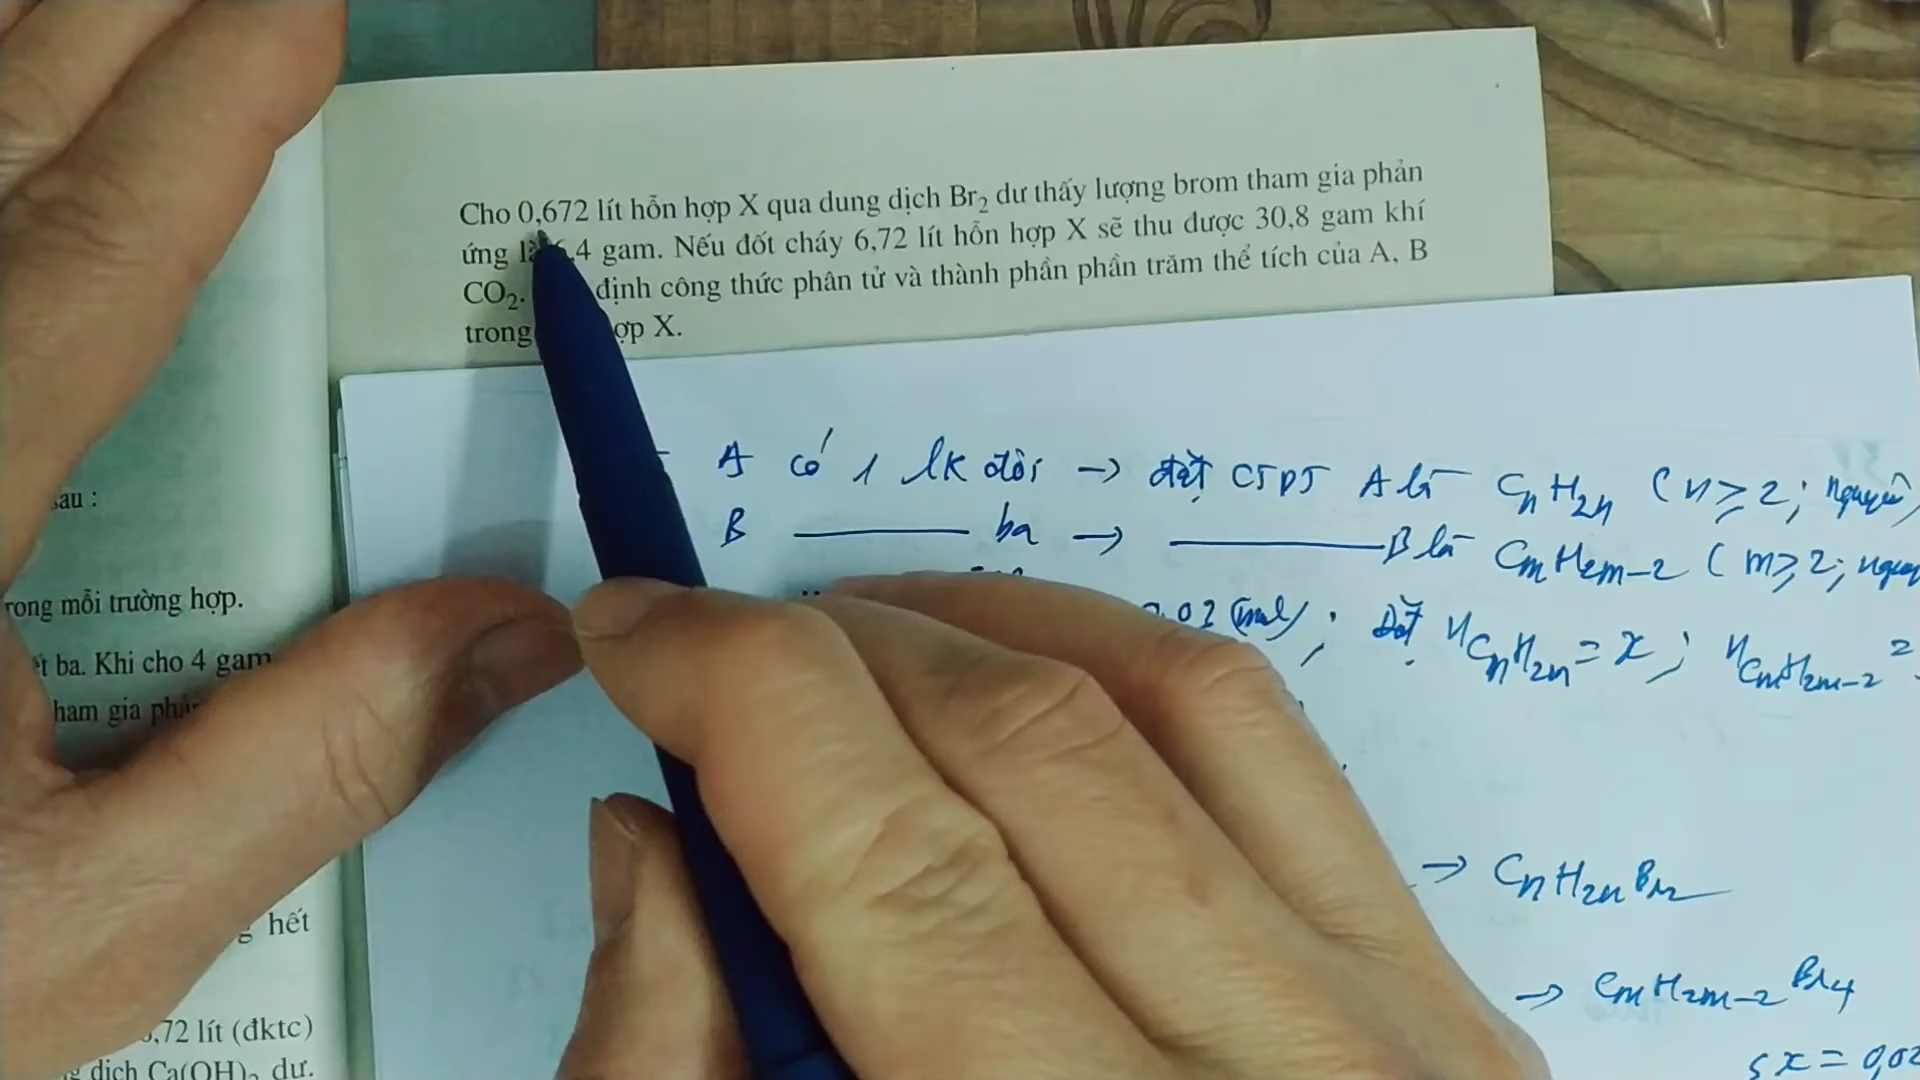 Cho 0,672 lít hỗn hợp X qua dung dịch Br₂ dư thấy lượng brom tham gia phản
ứng là 6,4 gam. Nếu đốt cháy 6,72 lít hỗn hợp X sẽ thu được 30,8 gam khí
CO₂. định công thức phân tử và thành phần phần trăm thể tích của A, B
trong ợp X.
A có 1 lk đôi → đặt CTPT A là CnH2n (n ≥ 2; nguyên)
B ——— ba → ——— B là CmH2m-2 (m ≥ 2; nguyên
(mol); Đặt nCnH2n = x; nCmH2m-2 =
→ CnH2nBr2
→ CmH2m-2Br4
x = 0,02
sau :
rong mỗi trường hợp.
t ba. Khi cho 4 gam
ham gia phản
hết
,72 lít (đktc)
dịch Ca(OH)₂ dư.